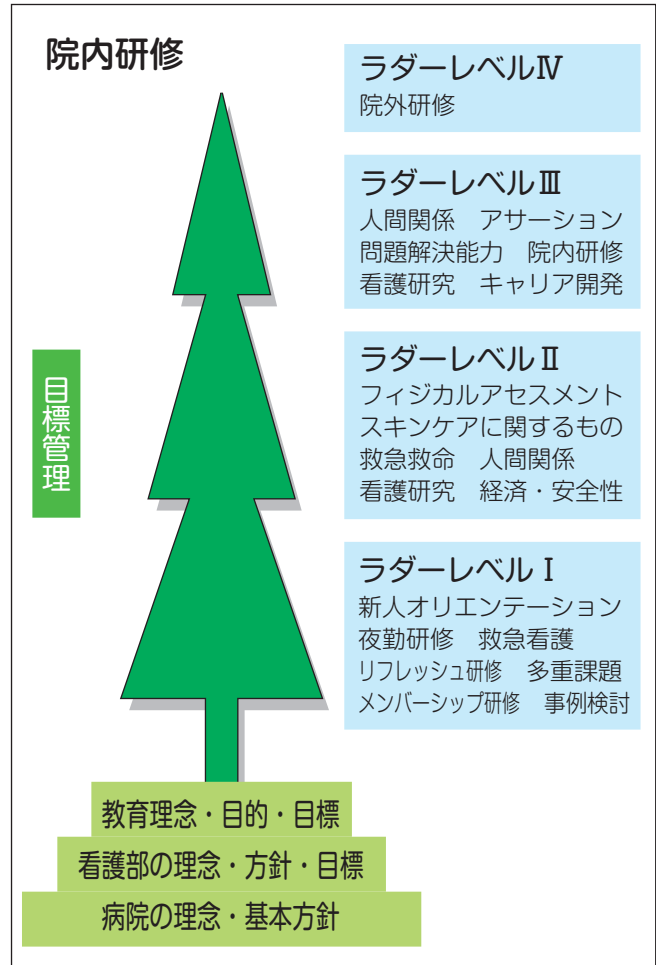 院内研修
ラダーレベルⅣ
院外研修
ラダーレベルⅢ
人間関係　アサーション
問題解決能力　院内研修
看護研究　キャリア開発
目標管理
ラダーレベルⅡ
フィジカルアセスメント
スキンケアに関するもの
救急救命　人間関係
看護研究　経済・安全性
ラダーレベルⅠ
新人オリエンテーション
夜勤研修　救急看護
リフレッシュ研修　多重課題
メンバーシップ研修　事例検討
教育理念・目的・目標
看護部の理念・方針・目標
病院の理念・基本方針